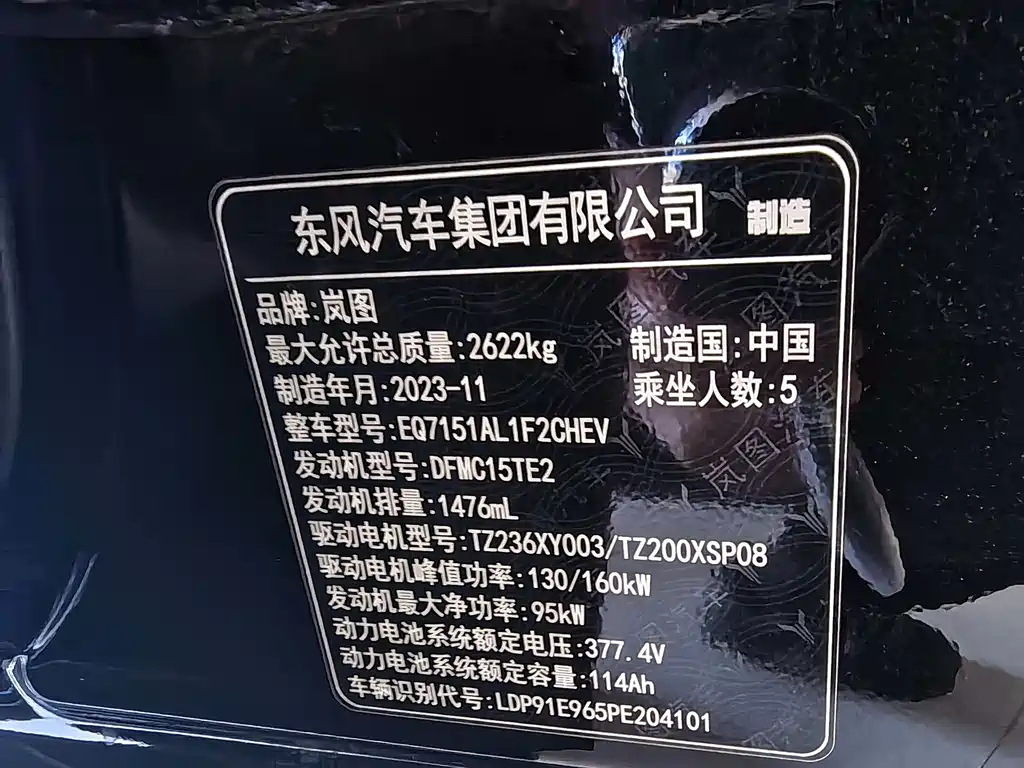 东风汽车集团有限公司 制造
品牌:岚图
最大允许总质量:2622kg 制造国:中国
制造年月:2023-11 乘坐人数:5
整车型号:EQ7151AL1F2CHEV
发动机型号:DFMC15TE2
发动机排量:1476mL
驱动电机型号:TZ236XY003/TZ200XSP08
驱动电机峰值功率:130/160kW
发动机最大净功率:95kW
动力电池系统额定电压:377.4V
动力电池系统额定容量:114Ah
车辆识别代号:LDP91E965PE204101